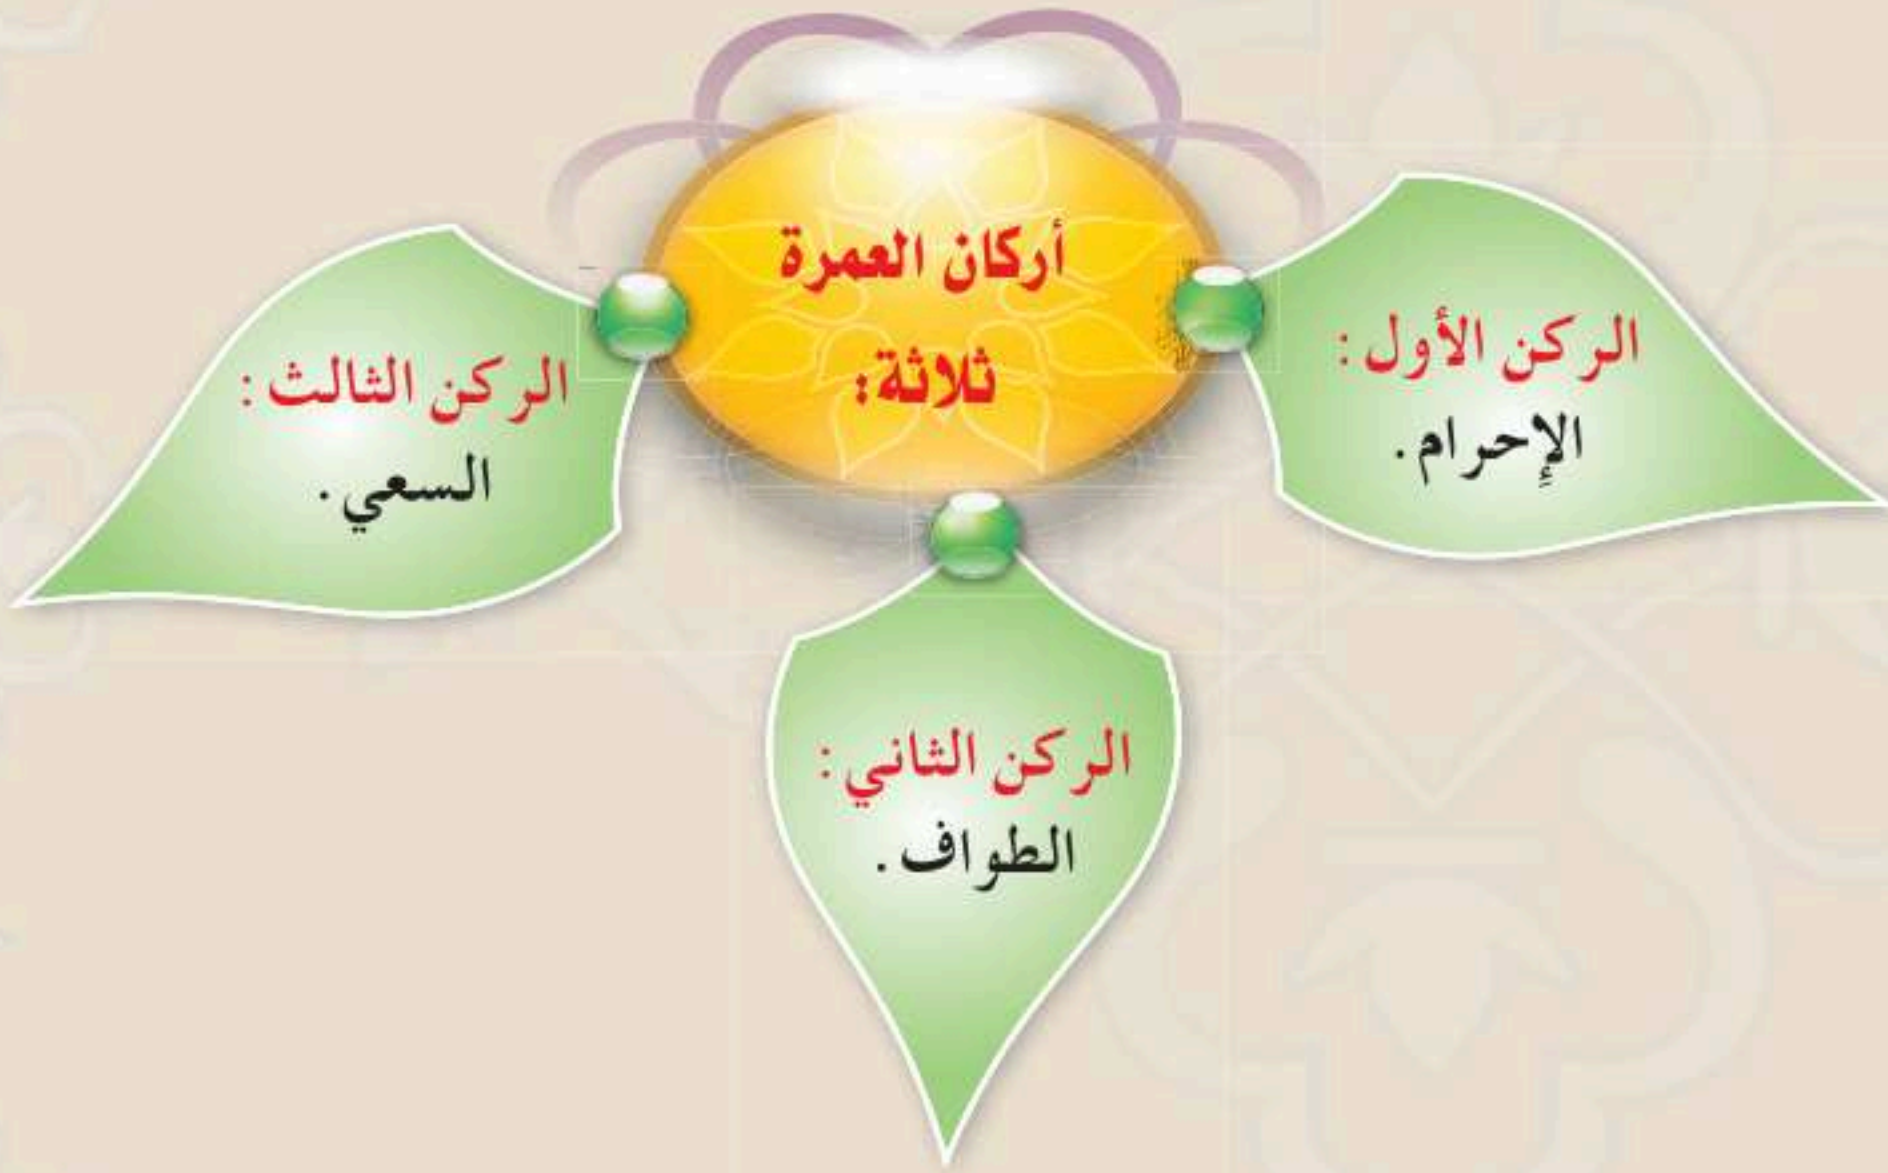 أركان العمرة
ثلاثة:
الركن الأول:
الإحرام.
الركن الثاني:
الطواف.
الركن الثالث:
السعي.